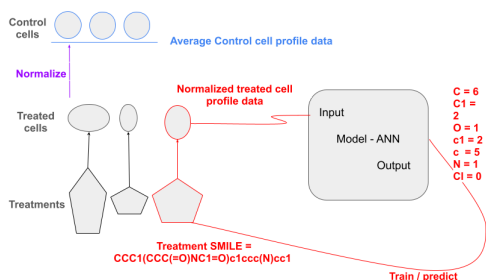 Control
cells
Average Control cell profile data
Normalize
Normalized treated cell
profile data
Treated
cells
Input
Model - ANN
Output
C = 6
C1 =
2
O = 1
c1 = 2
c = 5
N = 1
Cl = 0
Treatments
Treatment SMILE =
CCC1(CCC(=O)NC1=O)c1ccc(N)cc1
Train / predict